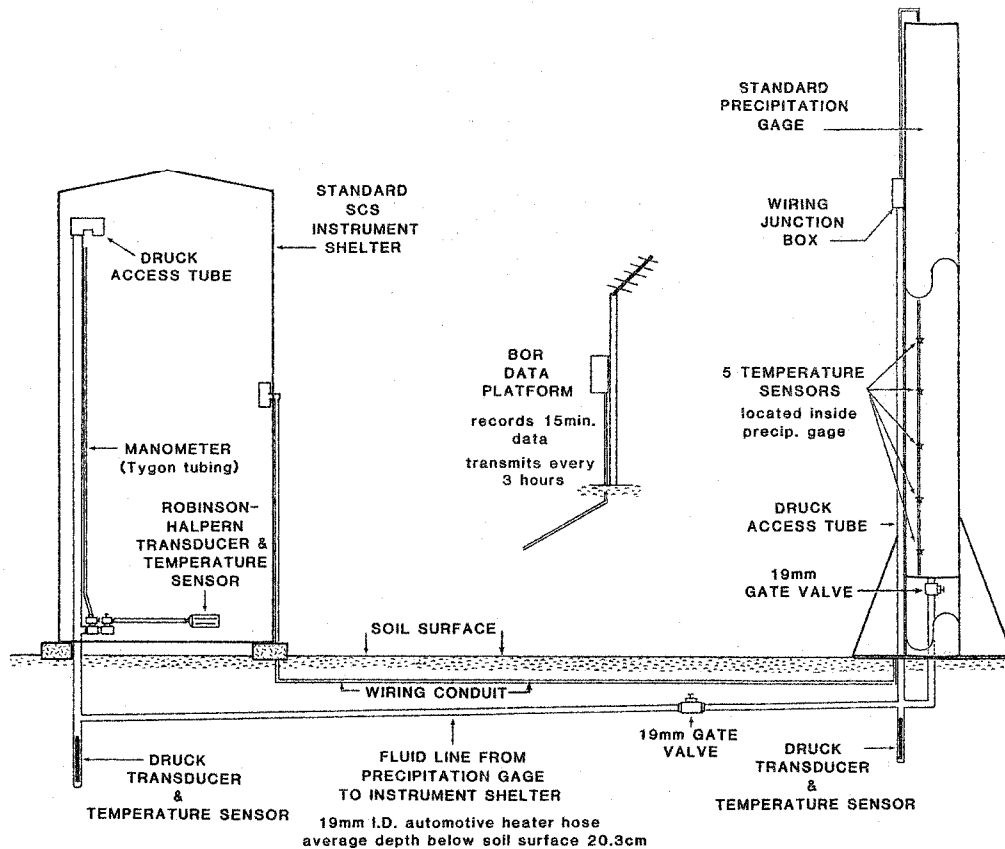 STANDARD
PRECIPITATION
GAGE
STANDARD
SCS
INSTRUMENT
SHELTER
WIRING
JUNCTION
BOX
DRUCK
ACCESS TUBE
BOR
DATA
PLATFORM
records 15min.
data
transmits every
3 hours
5 TEMPERATURE
SENSORS
located inside
precip. gage
MANOMETER
(Tygon tubing)
ROBINSON-
HALPERN
TRANSDUCER &
TEMPERATURE
SENSOR
DRUCK
ACCESS TUBE
19mm
GATE VALVE
SOIL SURFACE
WIRING CONDUIT
19mm GATE
VALVE
DRUCK
TRANSDUCER
&
TEMPERATURE SENSOR
FLUID LINE FROM
PRECIPITATION GAGE
TO INSTRUMENT SHELTER
19mm I.D. automotive heater hose
average depth below soil surface 20.3cm
DRUCK
TRANSDUCER
&
TEMPERATURE SENSOR